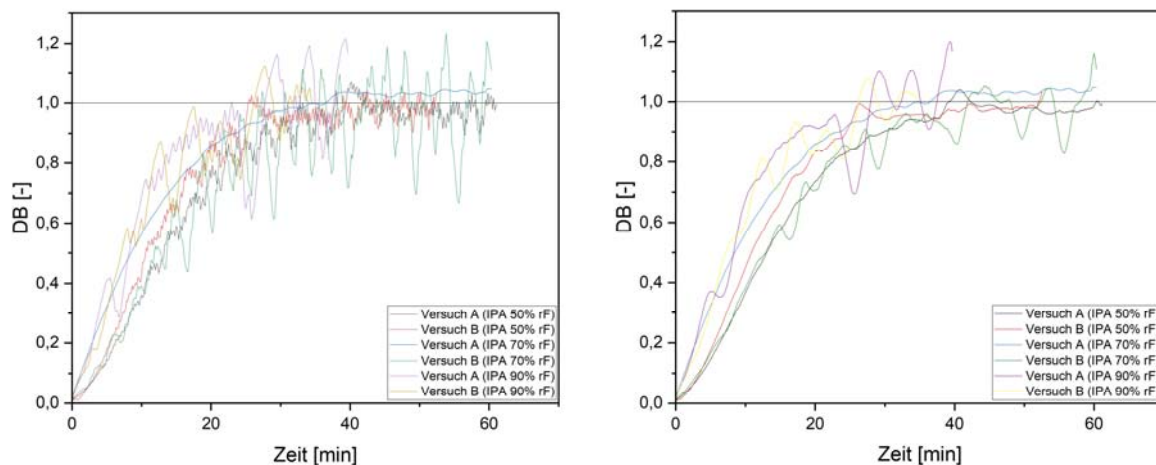 1,2
1,0
0,8
0,6
0,4
0,2
0,0
DB [-]
0
20
40
60
Zeit [min]
Versuch A (IPA 50% rF)
Versuch B (IPA 50% rF)
Versuch A (IPA 70% rF)
Versuch B (IPA 70% rF)
Versuch A (IPA 90% rF)
Versuch B (IPA 90% rF)
1,2
1,0
0,8
0,6
0,4
0,2
0,0
DB [-]
0
20
40
60
Zeit [min]
Versuch A (IPA 50% rF
Versuch B (IPA 50% rF
Versuch A (IPA 70% rF
Versuch B (IPA 70% rF
Versuch A (IPA 90% rF
Versuch B (IPA 90% rF